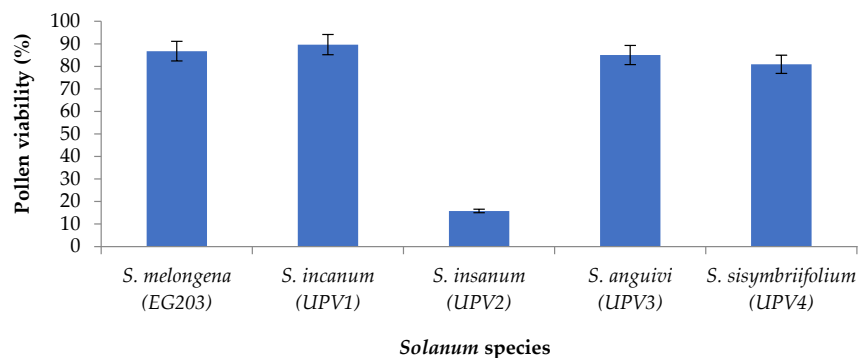 Pollen viability (%)
100
90
80
70
60
50
40
30
20
10
0
S. melongena S. incanum S. insanum S. anguivi S. sisymbriifolium
(EG203) (UPV1) (UPV2) (UPV3) (UPV4)
Solanum species